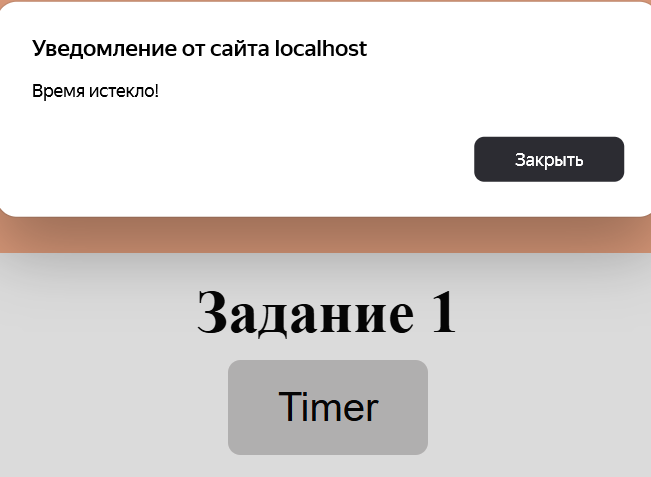 Уведомление от сайта localhost
Время истекло!
Закрыть
Задание 1
Timer